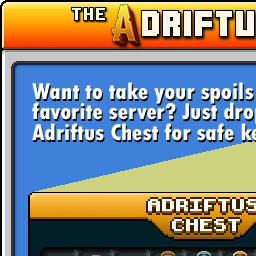 THE ADRIFTU
Want to take your spoils
favorite server? Just dro
Adriftus Chest for safe ke
ADRIFTUS
CHEST